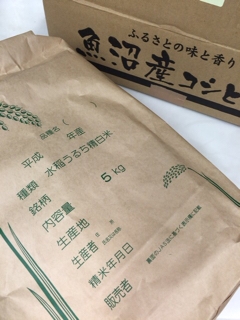 ふるさとの味と香り
魚沼産コシヒ
品種名（　　　）
平成　　年産
種類　水稲うるち精白米
銘柄
内容量　5kg
生産地
生産者
精米年月日
販売者